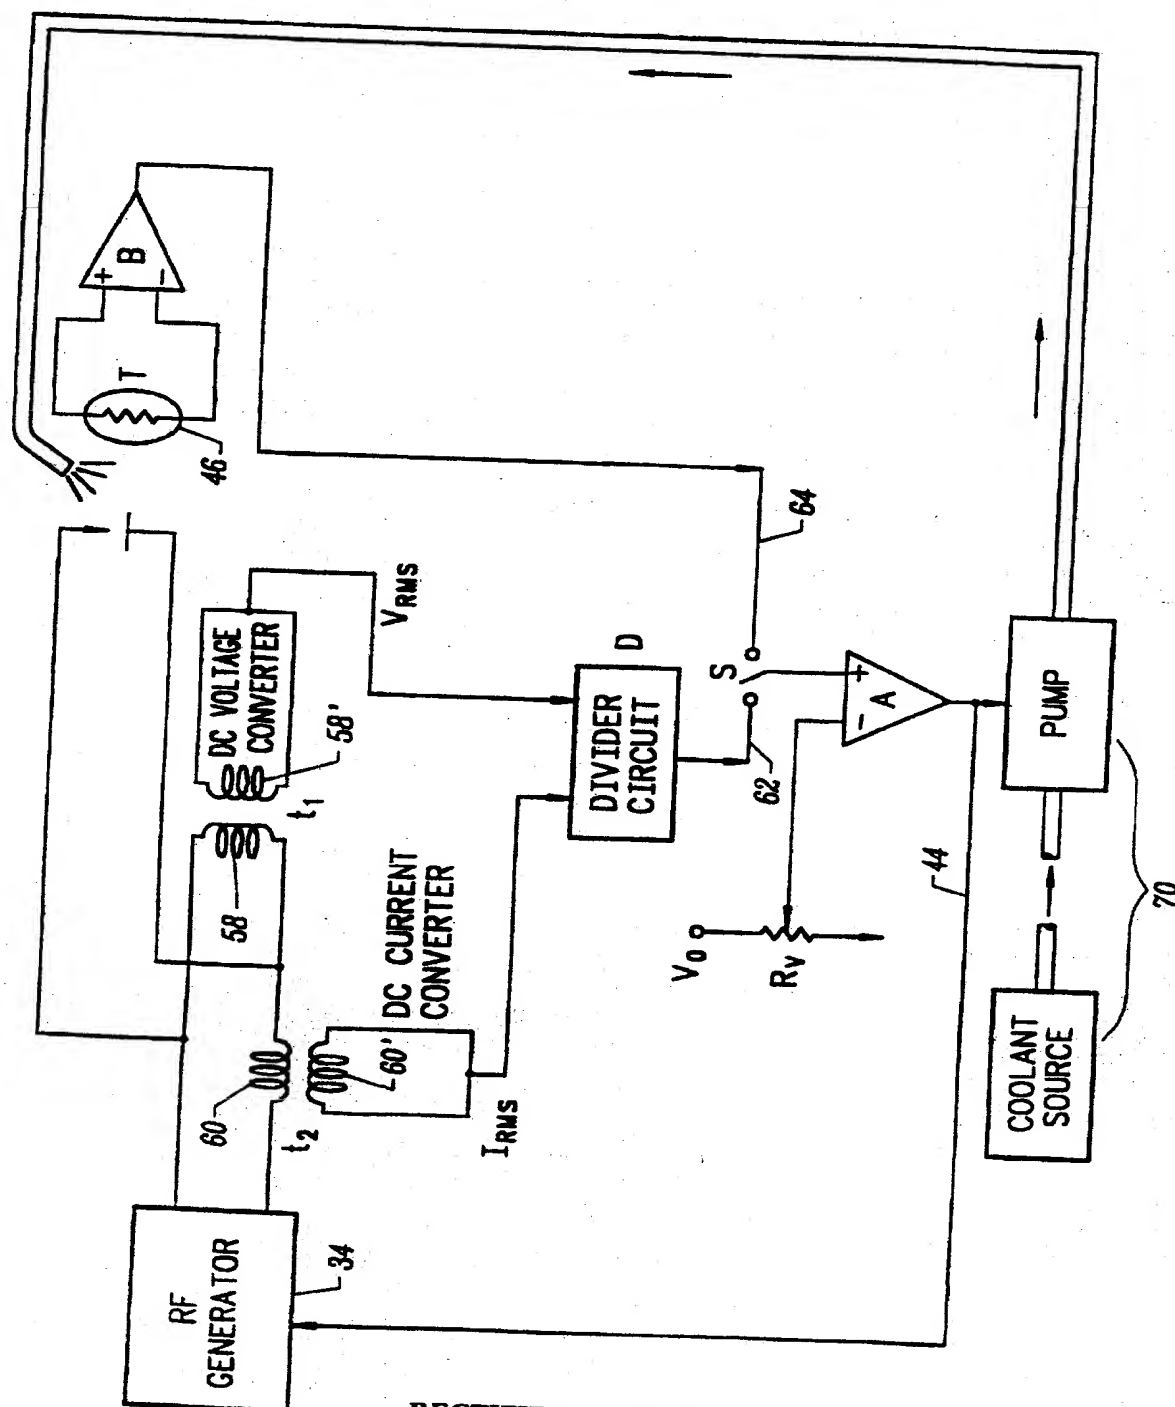 RF
GENERATOR
34
60
t2
60'
DC CURRENT
CONVERTER
IRMS
58
t1
58'
DC VOLTAGE
CONVERTER
VRMS
46
T
+
B
−
DIVIDER
CIRCUIT
D
62
S
64
V0
RV
−
A
+
44
COOLANT
SOURCE
PUMP
70